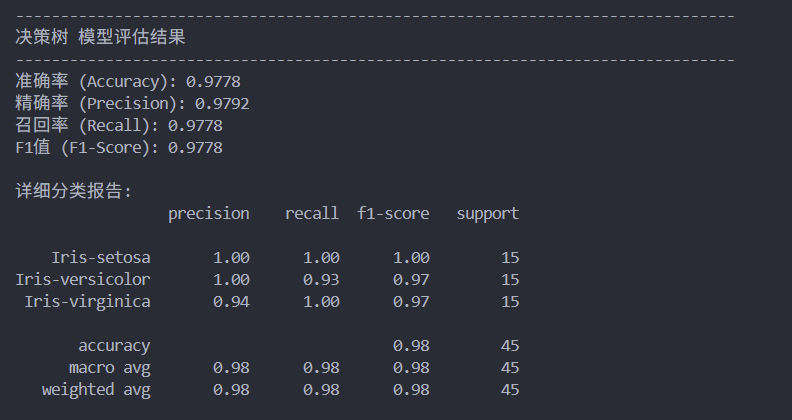 --------------------------------------------------------------------------------
决策树 模型评估结果
--------------------------------------------------------------------------------
准确率 (Accuracy): 0.9778
精确率 (Precision): 0.9792
召回率 (Recall): 0.9778
F1值 (F1-Score): 0.9778
详细分类报告:
precision recall f1-score support
Iris-setosa 1.00 1.00 1.00 15
Iris-versicolor 1.00 0.93 0.97 15
Iris-virginica 0.94 1.00 0.97 15
accuracy 0.98 45
macro avg 0.98 0.98 0.98 45
weighted avg 0.98 0.98 0.98 45